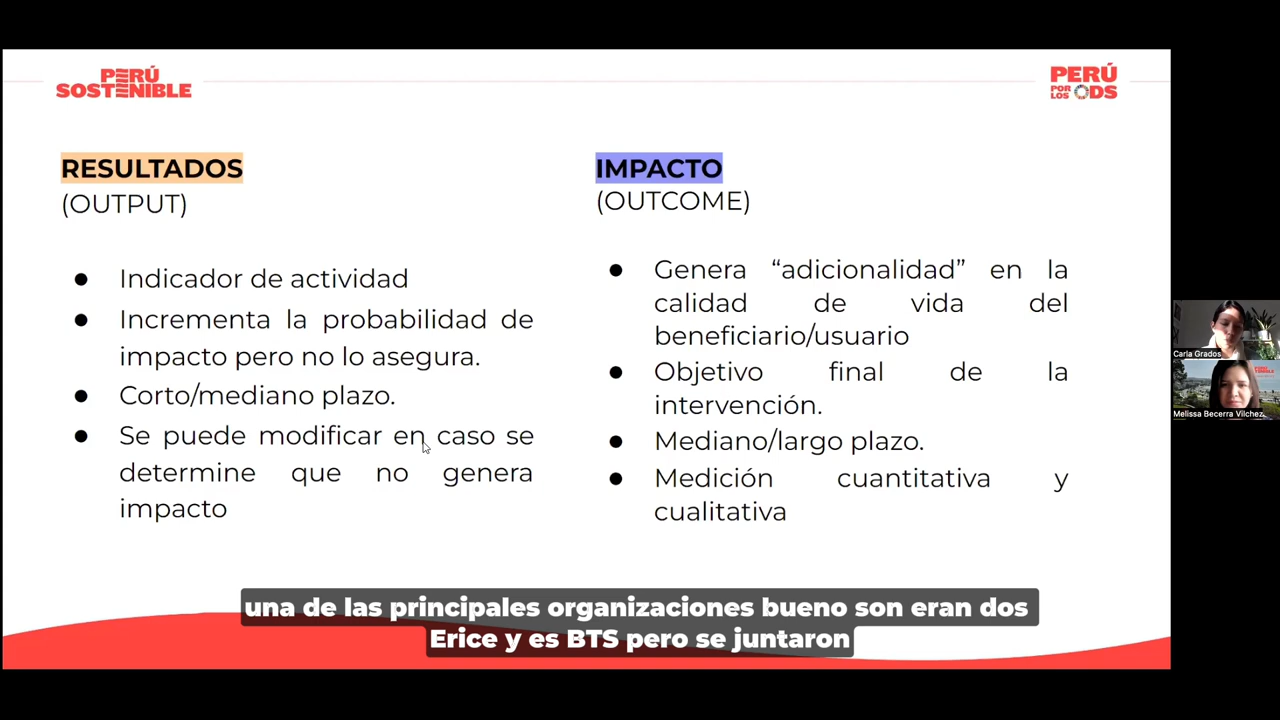 PERÚ
SOSTENIBLE
PERÚ
POR
LOS ODS
RESULTADOS
(OUTPUT)
● Indicador de actividad
● Incrementa la probabilidad de
impacto pero no lo asegura.
● Corto/mediano plazo.
● Se puede modificar en caso se
determine que no genera
impacto
IMPACTO
(OUTCOME)
● Genera “adicionalidad” en la
calidad de vida del
beneficiario/usuario
● Objetivo final de la
intervención.
● Mediano/largo plazo.
● Medición cuantitativa y
cualitativa
Carla Grados
Melissa Becerra Vilchez
una de las principales organizaciones bueno son eran dos
Erice y es BTS pero se juntaron